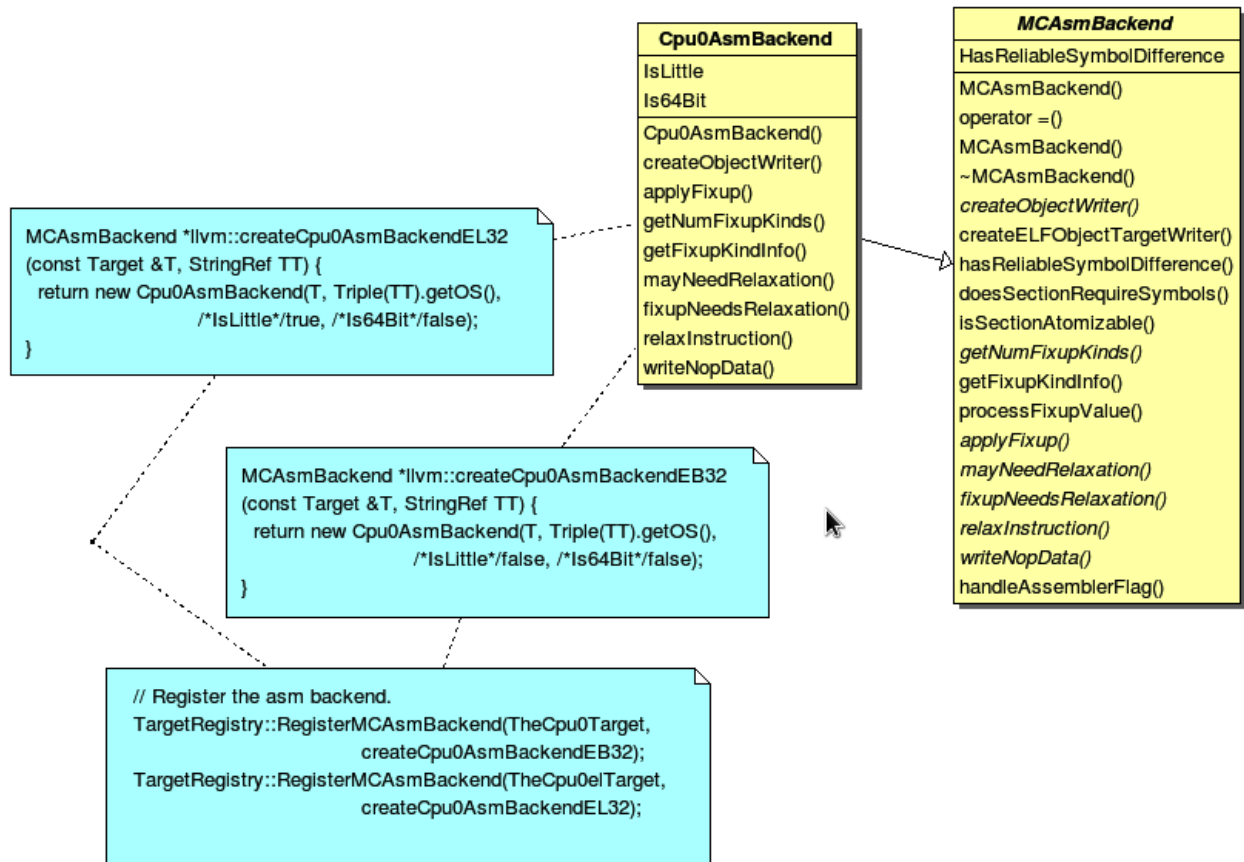 Cpu0AsmBackend
IsLittle
Is64Bit
Cpu0AsmBackend()
createObjectWriter()
applyFixup()
getNumFixupKinds()
getFixupKindInfo()
mayNeedRelaxation()
fixupNeedsRelaxation()
relaxInstruction()
writeNopData()
MCAsmBackend
HasReliableSymbolDifference
MCAsmBackend()
operator =()
MCAsmBackend()
~MCAsmBackend()
createObjectWriter()
createELFObjectTargetWriter()
hasReliableSymbolDifference()
doesSectionRequireSymbols()
isSectionAtomizable()
getNumFixupKinds()
getFixupKindInfo()
processFixupValue()
applyFixup()
mayNeedRelaxation()
fixupNeedsRelaxation()
relaxInstruction()
writeNopData()
handleAssemblerFlag()
MCAsmBackend *llvm::createCpu0AsmBackendEL32
(const Target &T, StringRef TT) {
return new Cpu0AsmBackend(T, Triple(TT).getOS(),
/*IsLittle*/true, /*Is64Bit*/false);
}
MCAsmBackend *llvm::createCpu0AsmBackendEB32
(const Target &T, StringRef TT) {
return new Cpu0AsmBackend(T, Triple(TT).getOS(),
/*IsLittle*/false, /*Is64Bit*/false);
}
// Register the asm backend.
TargetRegistry::RegisterMCAsmBackend(TheCpu0Target,
createCpu0AsmBackendEB32);
TargetRegistry::RegisterMCAsmBackend(TheCpu0elTarget,
createCpu0AsmBackendEL32);